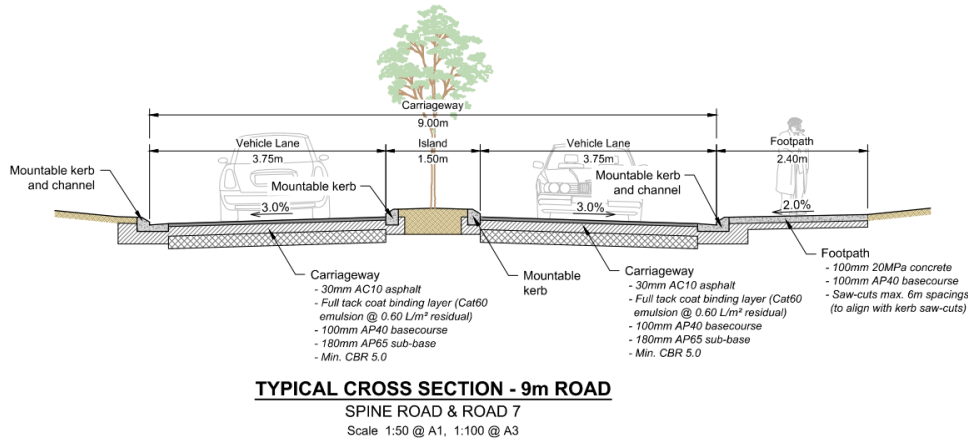 Carriageway
9.00m
Vehicle Lane
3.75m
Island
1.50m
Vehicle Lane
3.75m
Footpath
2.40m
Mountable kerb
and channel
Mountable kerb
Mountable kerb
and channel
3.0%
3.0%
2.0%
Carriageway
- 30mm AC10 asphalt
- Full tack coat binding layer (Cat60
emulsion @ 0.60 L/m² residual)
- 100mm AP40 basecourse
- 180mm AP65 sub-base
- Min. CBR 5.0
Mountable
kerb
Carriageway
- 30mm AC10 asphalt
- Full tack coat binding layer (Cat60
emulsion @ 0.60 L/m² residual)
- 100mm AP40 basecourse
- 180mm AP65 sub-base
- Min. CBR 5.0
Footpath
- 100mm 20MPa concrete
- 100mm AP40 basecourse
- Saw-cuts max. 6m spacings
(to align with kerb saw-cuts)
TYPICAL CROSS SECTION - 9m ROAD
SPINE ROAD & ROAD 7
Scale 1:50 @ A1, 1:100 @ A3